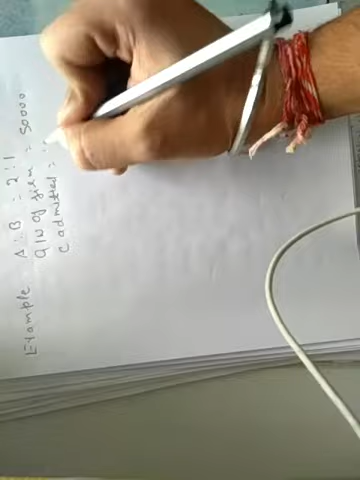 Example A:B = 2:1
G/W of firm = 50000
C admitted =